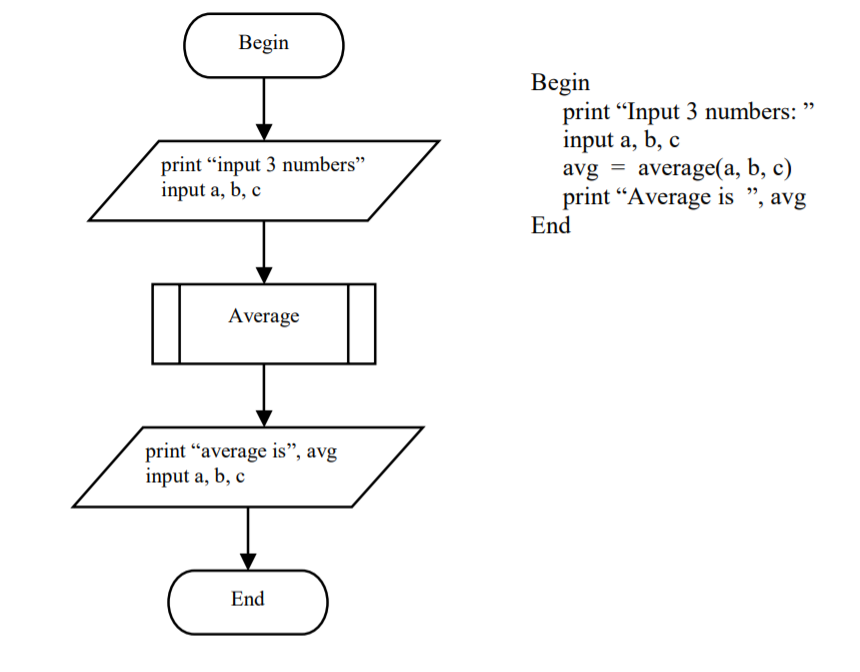 Begin
print “input 3 numbers”
input a, b, c
Average
print “average is”, avg
input a, b, c
End
Begin
print “Input 3 numbers: ”
input a, b, c
avg = average(a, b, c)
print “Average is ”, avg
End